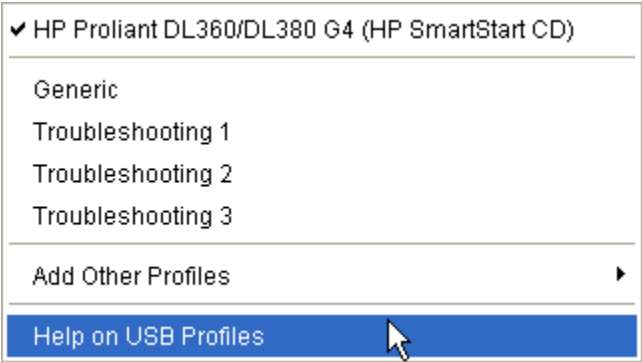 HP Proliant DL360/DL380 G4 (HP SmartStart CD)
Generic
Troubleshooting 1
Troubleshooting 2
Troubleshooting 3
Add Other Profiles
Help on USB Profiles